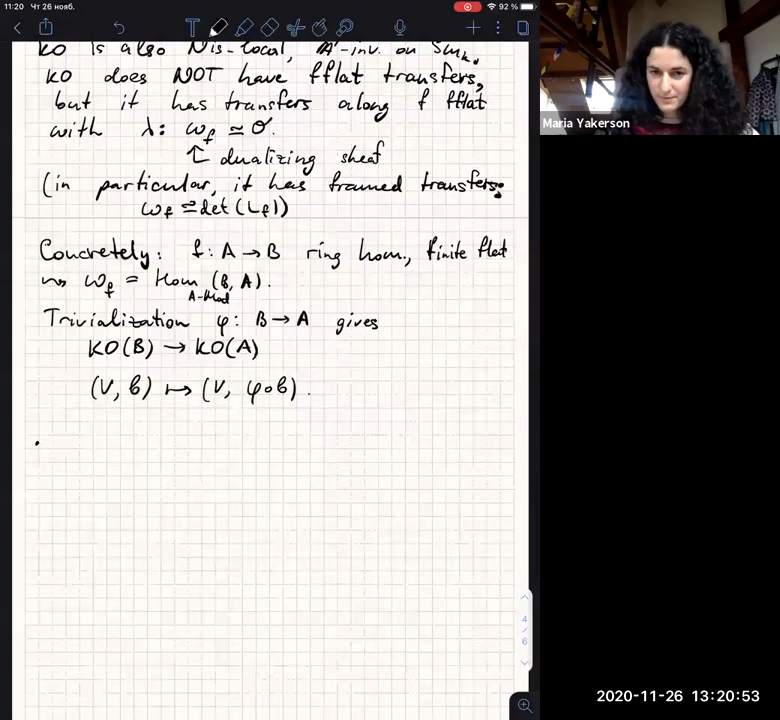 11:20 Чт 26 нояб.
92 %
KO is also Nis-local, A¹-inv. on Smₖ.
KO does NOT have fflat transfers,
but it has transfers along f fflat
with λ: ω_f ≃ O.
↑ dualizing sheaf
(in particular, it has framed transfers:
ω_f ≃ det(L_f))
Concretely: f: A → B ring hom., finite flat
⇝ ω_f = Hom_{A-Mod}(B, A).
Trivialization φ: B → A gives
KO(B) → KO(A)
(V, b) ↦ (V, φ∘b).
4
/
6
Maria Yakerson
2020-11-26 13:20:53